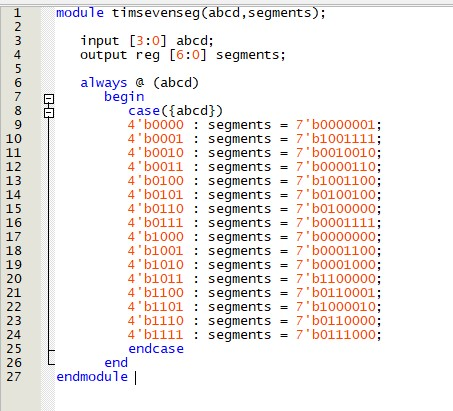 1 module timsevenseg(abcd,segments);
2
3 input [3:0] abcd;
4 output reg [6:0] segments;
5
6 always @ (abcd)
7 begin
8 case({abcd})
9 4'b0000 : segments = 7'b0000001;
10 4'b0001 : segments = 7'b1001111;
11 4'b0010 : segments = 7'b0010010;
12 4'b0011 : segments = 7'b0000110;
13 4'b0100 : segments = 7'b1001100;
14 4'b0101 : segments = 7'b0100100;
15 4'b0110 : segments = 7'b0100000;
16 4'b0111 : segments = 7'b0001111;
17 4'b1000 : segments = 7'b0000000;
18 4'b1001 : segments = 7'b0001100;
19 4'b1010 : segments = 7'b0001000;
20 4'b1011 : segments = 7'b1100000;
21 4'b1100 : segments = 7'b0110001;
22 4'b1101 : segments = 7'b1000010;
23 4'b1110 : segments = 7'b0110000;
24 4'b1111 : segments = 7'b0111000;
25 endcase
26 end
27 endmodule